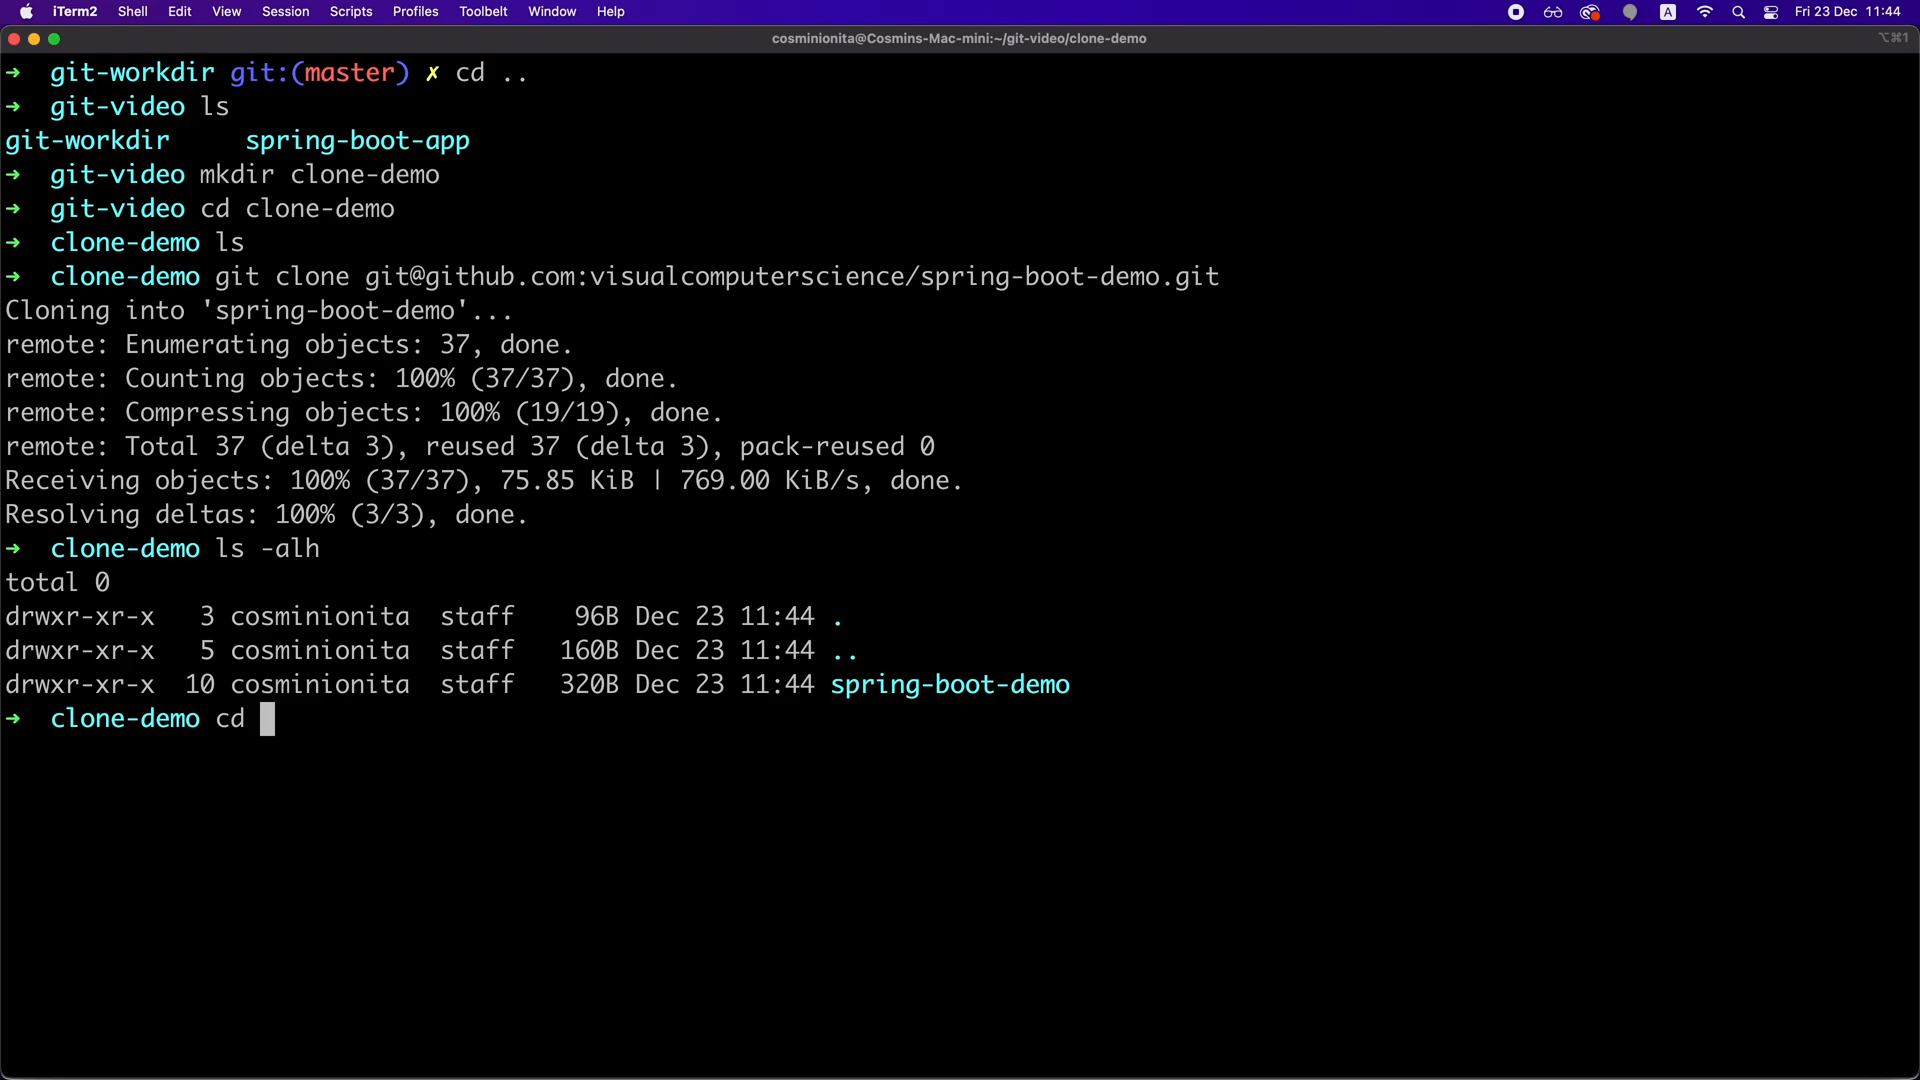 iTerm2 Shell Edit View Session Scripts Profiles Toolbelt Window Help A Fri 23 Dec 11:44
cosminionita@Cosmins-Mac-mini:~/git-video/clone-demo ⌥⌘1
➜ git-workdir git:(master) ✗ cd ..
➜ git-video ls
git-workdir spring-boot-app
➜ git-video mkdir clone-demo
➜ git-video cd clone-demo
➜ clone-demo ls
➜ clone-demo git clone git@github.com:visualcomputerscience/spring-boot-demo.git
Cloning into 'spring-boot-demo'...
remote: Enumerating objects: 37, done.
remote: Counting objects: 100% (37/37), done.
remote: Compressing objects: 100% (19/19), done.
remote: Total 37 (delta 3), reused 37 (delta 3), pack-reused 0
Receiving objects: 100% (37/37), 75.85 KiB | 769.00 KiB/s, done.
Resolving deltas: 100% (3/3), done.
➜ clone-demo ls -alh
total 0
drwxr-xr-x 3 cosminionita staff 96B Dec 23 11:44 .
drwxr-xr-x 5 cosminionita staff 160B Dec 23 11:44 ..
drwxr-xr-x 10 cosminionita staff 320B Dec 23 11:44 spring-boot-demo
➜ clone-demo cd